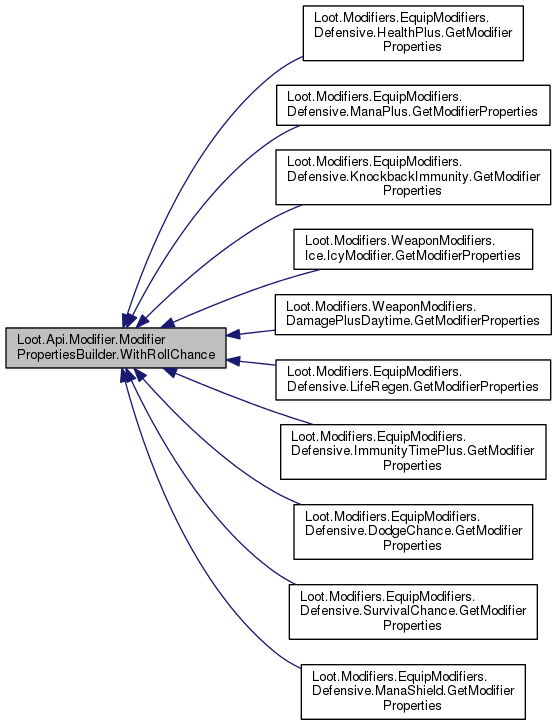 Loot.Modifiers.EquipModifiers.
Defensive.HealthPlus.GetModifier
Properties
Loot.Modifiers.EquipModifiers.
Defensive.ManaPlus.GetModifierProperties
Loot.Modifiers.EquipModifiers.
Defensive.KnockbackImmunity.GetModifier
Properties
Loot.Modifiers.WeaponModifiers.
Ice.IcyModifier.GetModifierProperties
Loot.Modifiers.WeaponModifiers.
DamagePlusDaytime.GetModifierProperties
Loot.Api.Modifier.Modifier
PropertiesBuilder.WithRollChance
Loot.Modifiers.EquipModifiers.
Defensive.LifeRegen.GetModifierProperties
Loot.Modifiers.EquipModifiers.
Defensive.ImmunityTimePlus.GetModifier
Properties
Loot.Modifiers.EquipModifiers.
Defensive.DodgeChance.GetModifier
Properties
Loot.Modifiers.EquipModifiers.
Defensive.SurvivalChance.GetModifier
Properties
Loot.Modifiers.EquipModifiers.
Defensive.ManaShield.GetModifier
Properties